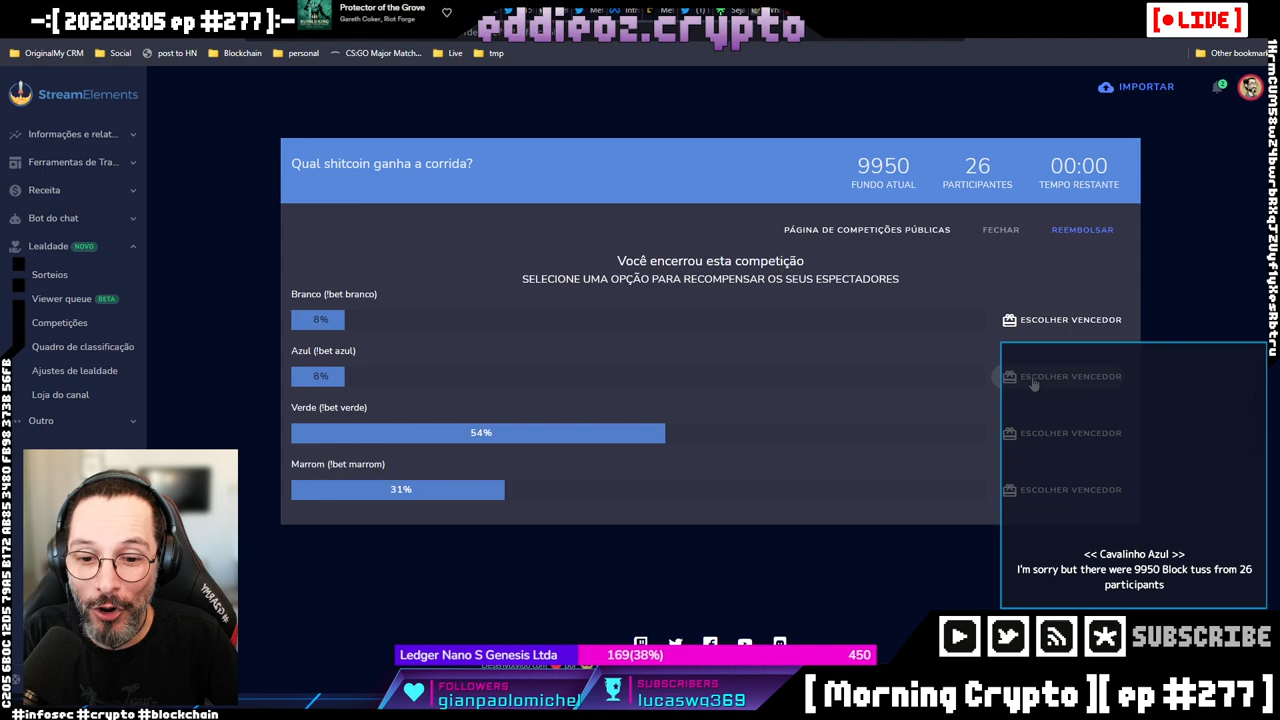 -:[ 20220805 ep #277 ]:-
Protector of the Grove
Gareth Coker, Riot Forge
eddieoz.crypto
[ • LIVE ]
OriginalMy CRM
Social
post to HN
Blockchain
personal
CS:GO Major Match...
Live
tmp
Other bookmar
StreamElements
IMPORTAR
2
Informações e relat...
Ferramentas de Tra...
Receita
Bot do chat
Lealdade NOVO
Sorteios
Viewer queue BETA
Competições
Quadro de classificação
Ajustes de lealdade
Loja do canal
Outro
Qual shitcoin ganha a corrida?
9950
FUNDO ATUAL
26
PARTICIPANTES
00:00
TEMPO RESTANTE
PÁGINA DE COMPETIÇÕES PÚBLICAS
FECHAR
REEMBOLSAR
Você encerrou esta competição
SELECIONE UMA OPÇÃO PARA RECOMPENSAR OS SEUS ESPECTADORES
Branco (!bet branco)
8%
ESCOLHER VENCEDOR
Azul (!bet azul)
8%
ESCOLHER VENCEDOR
Verde (!bet verde)
54%
ESCOLHER VENCEDOR
Marrom (!bet marrom)
31%
ESCOLHER VENCEDOR
<< Cavalinho Azul >>
I'm sorry but there were 9950 Block tuss from 26
participants
SUBSCRIBE
Desenvolvido com
por
Ledger Nano S Genesis Ltda
169(38%)
450
FOLLOWERS
gianpaolomichel
SUBSCRIBERS
lucaswg369
[ Morning Crypto ][ ep #277 ]
#infosec #crypto #blockchain